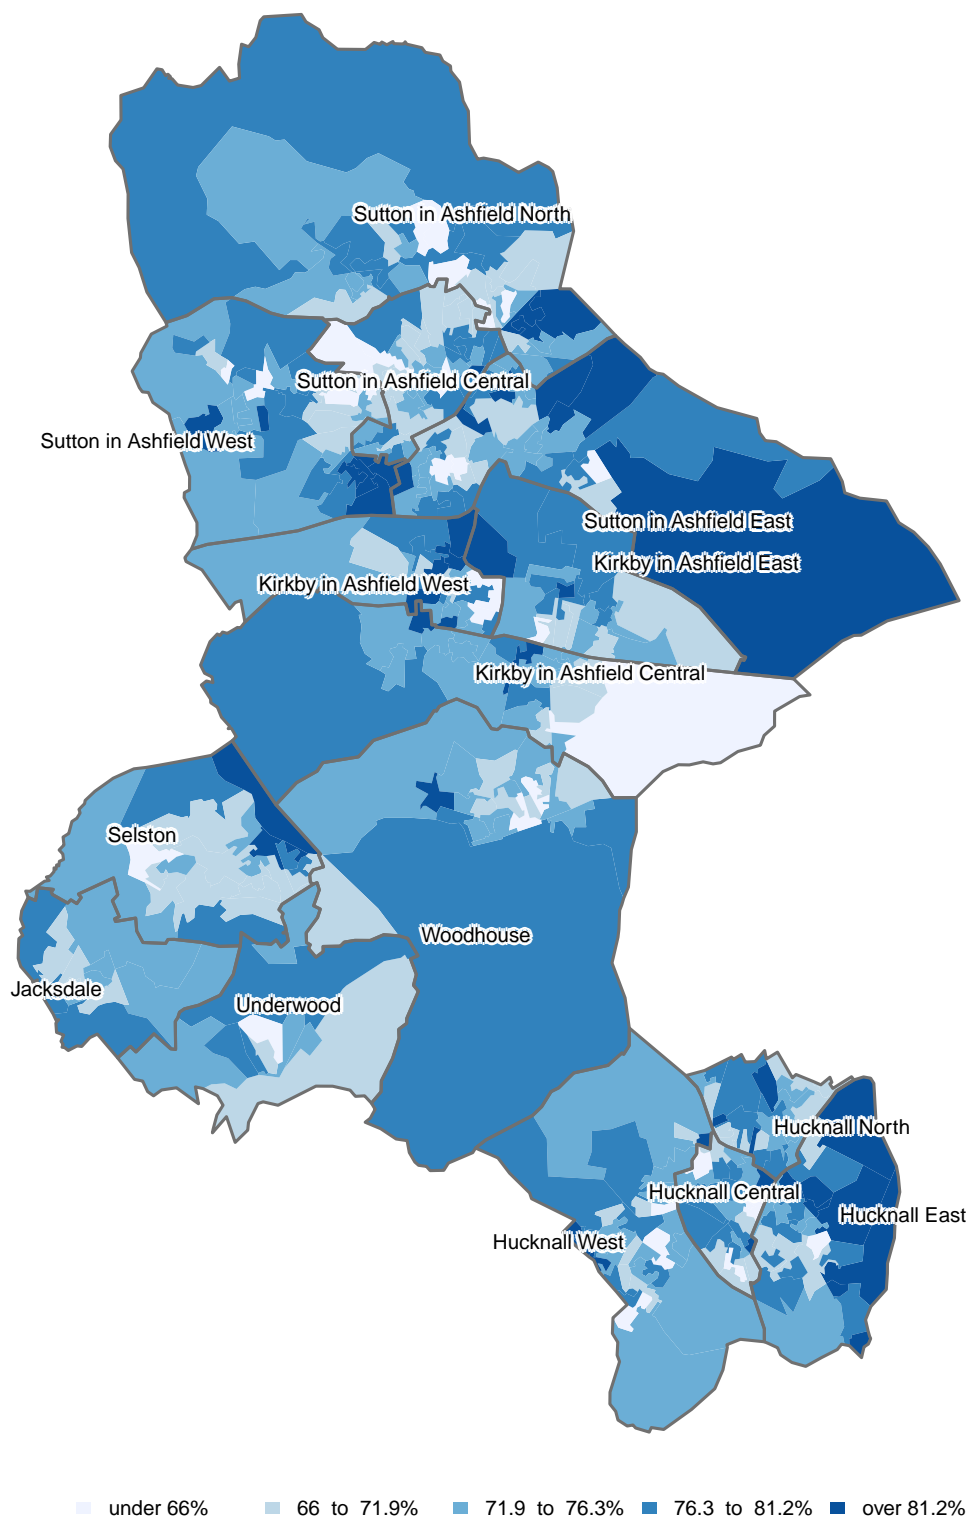 Sutton in Ashfield North
Sutton in Ashfield Central
Sutton in Ashfield West
Sutton in Ashfield East
Kirkby in Ashfield East
Kirkby in Ashfield West
Kirkby in Ashfield Central
Selston
Woodhouse
Jacksdale
Underwood
Hucknall North
Hucknall Central
Hucknall East
Hucknall West
under 66%
66 to 71.9%
71.9 to 76.3%
76.3 to 81.2%
over 81.2%